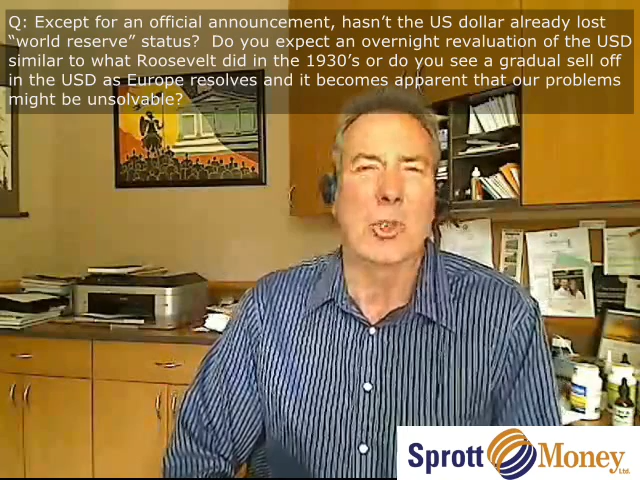 Q: Except for an official announcement, hasn't the US dollar already lost
“world reserve” status?  Do you expect an overnight revaluation of the USD
similar to what Roosevelt did in the 1930's or do you see a gradual sell off
in the USD as Europe resolves and it becomes apparent that our problems
might be unsolvable?
Sprott Money Ltd.